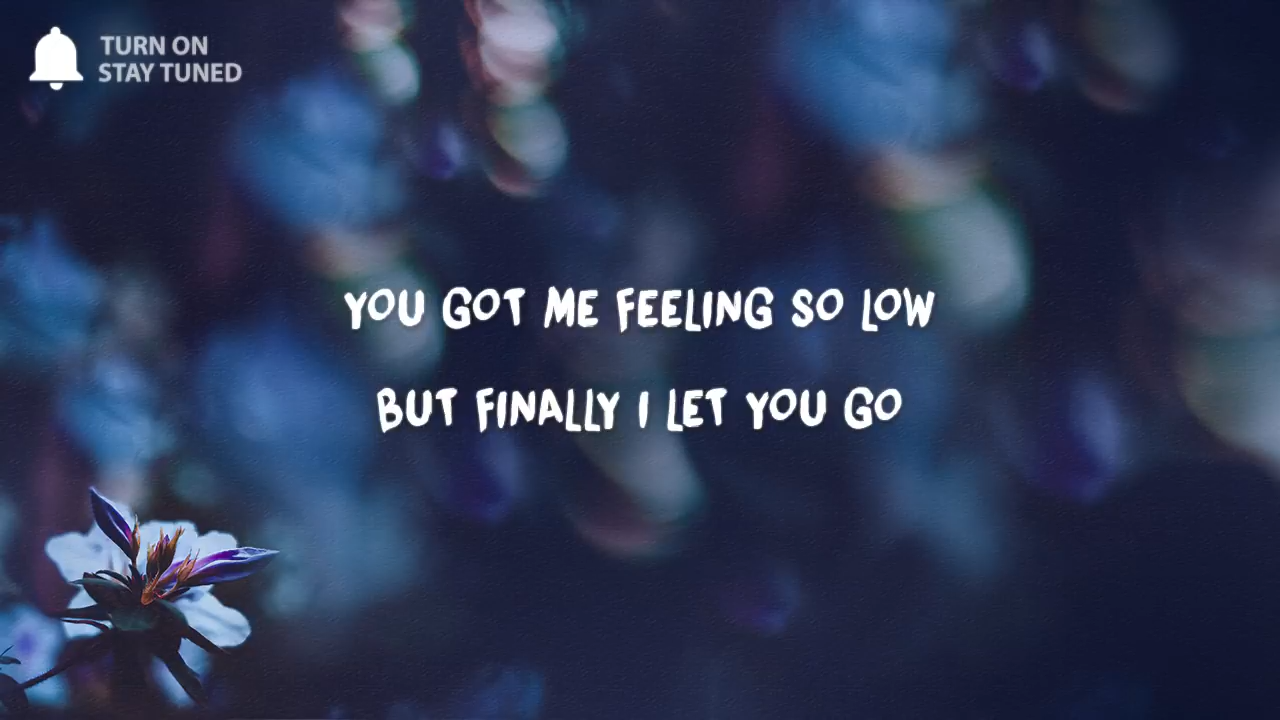 TURN ON
STAY TUNED
YOU GOT ME FEELING SO LOW
BUT FINALLY I LET YOU GO